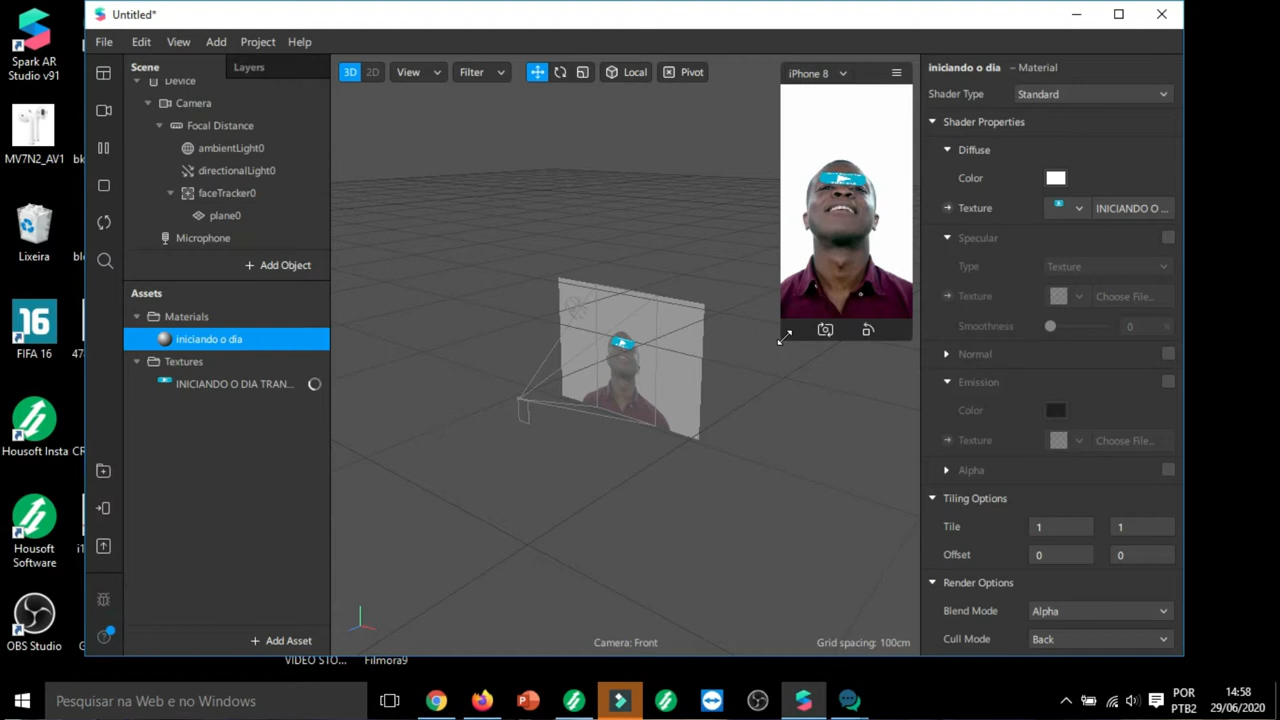 Untitled*
File Edit View Add Project Help
Spark AR
Studio v91
MV7N2_AV1
Lixeira
FIFA 16
Housoft Insta
Housoft
Software
OBS Studio
Scene Layers
Device
Camera
Focal Distance
ambientLight0
directionalLight0
faceTracker0
plane0
Microphone
+ Add Object
Assets
Materials
iniciando o dia
Textures
INICIANDO O DIA TRAN...
+ Add Asset
3D 2D View Filter Local Pivot
iPhone 8
Camera: Front
Grid spacing: 100cm
iniciando o dia – Material
Shader Type Standard
Shader Properties
Diffuse
Color
Texture INICIANDO O ...
Specular
Type Texture
Texture Choose File...
Smoothness 0 %
Normal
Emission
Color
Texture Choose File...
Alpha
Tiling Options
Tile 1 1
Offset 0 0
Render Options
Blend Mode Alpha
Cull Mode Back
VIDEO STO... Filmora9
Pesquisar na Web e no Windows
POR
PTB2
14:58
29/06/2020